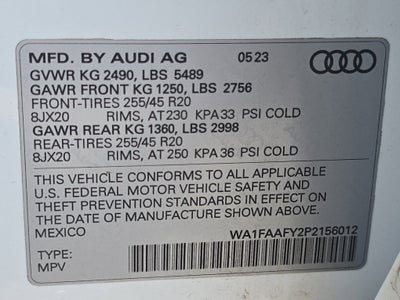 MFD. BY AUDI AG 05 23
GVWR KG 2490, LBS 5489
GAWR FRONT KG 1250, LBS 2756
FRONT-TIRES 255/45 R20
8JX20 RIMS, AT 230 KPA 33 PSI COLD
GAWR REAR KG 1360, LBS 2998
REAR-TIRES 255/45 R20
8JX20 RIMS, AT 250 KPA 36 PSI COLD
THIS VEHICLE CONFORMS TO ALL APPLICABLE
U.S. FEDERAL MOTOR VEHICLE SAFETY AND
THEFT PREVENTION STANDARDS IN EFFECT ON
THE DATE OF MANUFACTURE SHOWN ABOVE.
MEXICO WA1FAAFY2P2156012
TYPE:
MPV